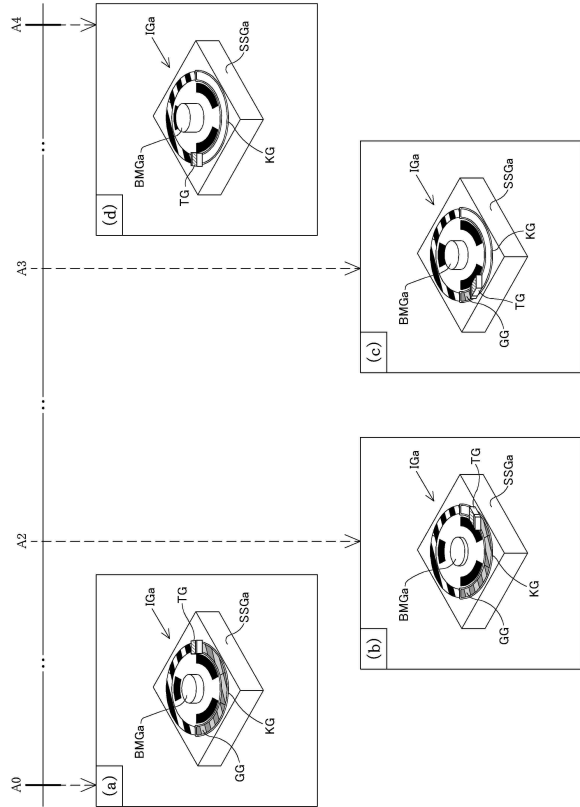 A0
A2
A3
A4
(a)
IGa
BMGa
TG
SSGa
GG
KG
(b)
IGa
BMGa
TG
SSGa
GG
KG
(c)
IGa
BMGa
SSGa
GG
TG
KG
(d)
IGa
BMGa
TG
SSGa
KG